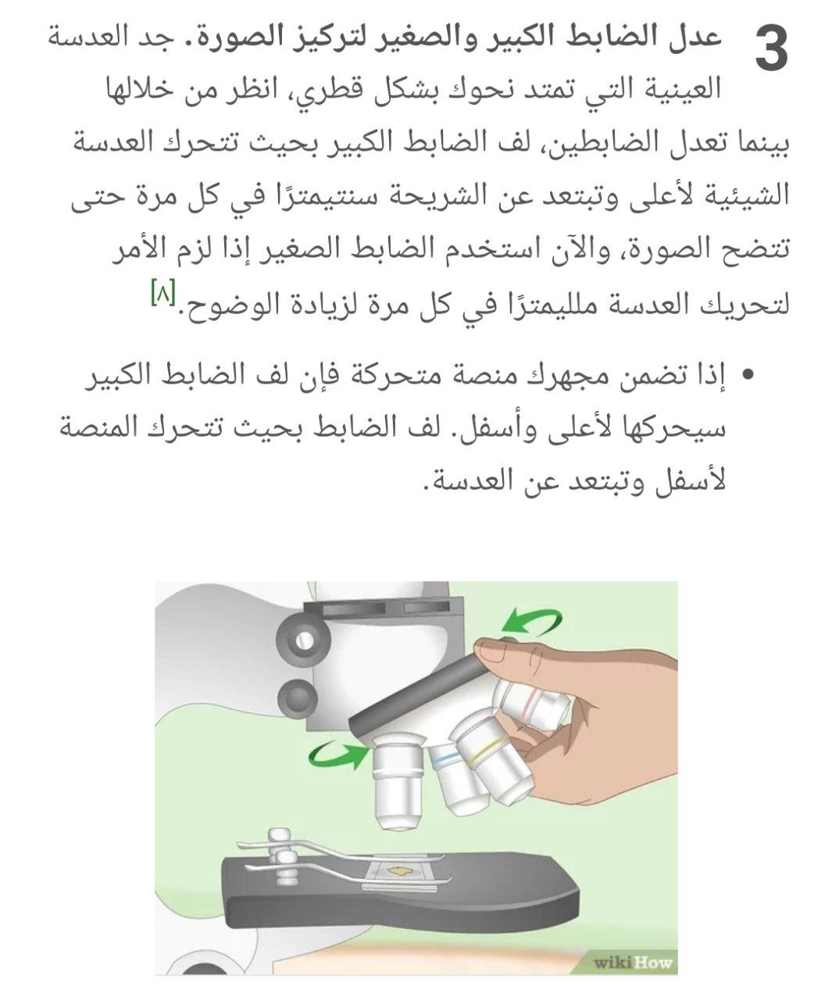 3 عدل الضابط الكبير والصغير لتركيز الصورة. جد العدسة
العينية التي تمتد نحوك بشكل قطري، انظر من خلالها
بينما تعدل الضابطين، لف الضابط الكبير بحيث تتحرك العدسة
الشيئية لأعلى وتبتعد عن الشريحة سنتيمترًا في كل مرة حتى
تتضح الصورة، والآن استخدم الضابط الصغير إذا لزم الأمر
لتحريك العدسة ملليمترًا في كل مرة لزيادة الوضوح.[٨]
• إذا تضمن مجهرك منصة متحركة فإن لف الضابط الكبير
سيحركها لأعلى وأسفل. لف الضابط بحيث تتحرك المنصة
لأسفل وتبتعد عن العدسة.
wikiHow